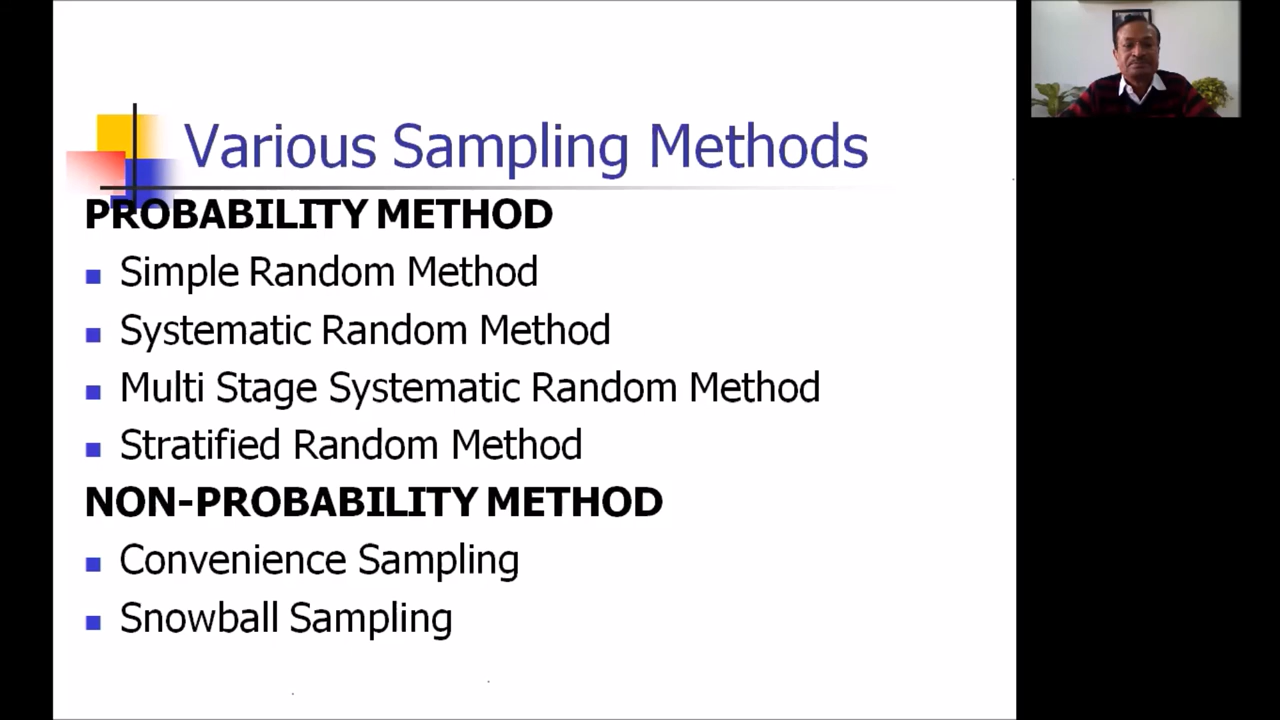 Various Sampling Methods
PROBABILITY METHOD
Simple Random Method
Systematic Random Method
Multi Stage Systematic Random Method
Stratified Random Method
NON-PROBABILITY METHOD
Convenience Sampling
Snowball Sampling